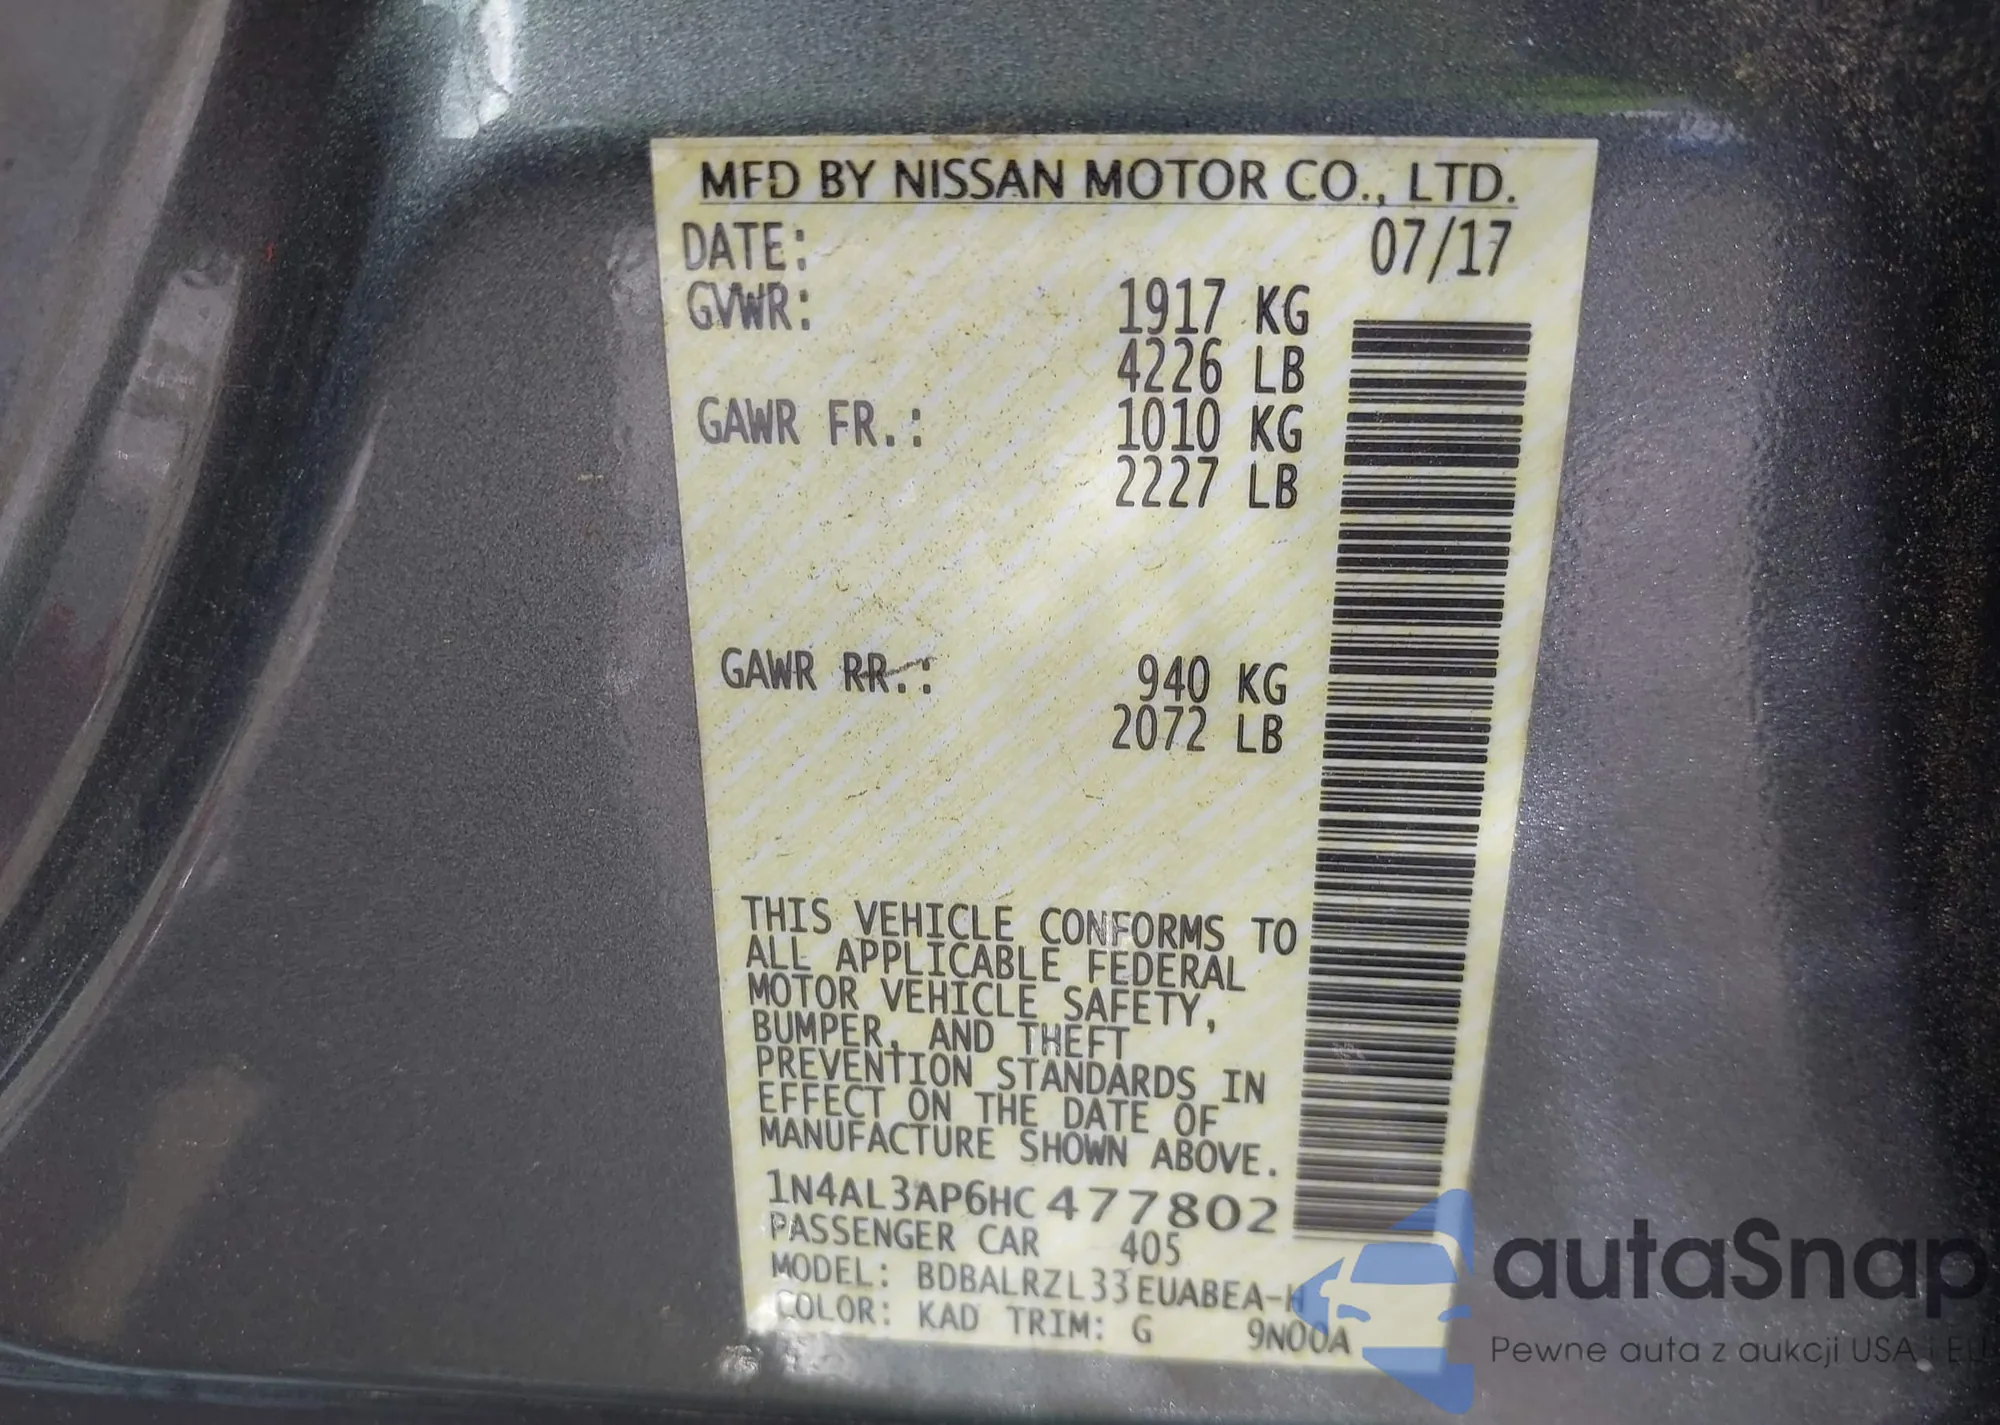 MFD BY NISSAN MOTOR CO., LTD.
DATE: 07/17
GVWR: 1917 KG
4226 LB
GAWR FR.: 1010 KG
2227 LB
GAWR RR.: 940 KG
2072 LB
THIS VEHICLE CONFORMS TO
ALL APPLICABLE FEDERAL
MOTOR VEHICLE SAFETY,
BUMPER, AND THEFT
PREVENTION STANDARDS IN
EFFECT ON THE DATE OF
MANUFACTURE SHOWN ABOVE.
1N4AL3AP6HC477802
PASSENGER CAR 405
MODEL: BDBALRZL33EUABEA-H
COLOR: KAD TRIM: G 9N00A
autaSnap
Pewne auta z aukcji USA i EU